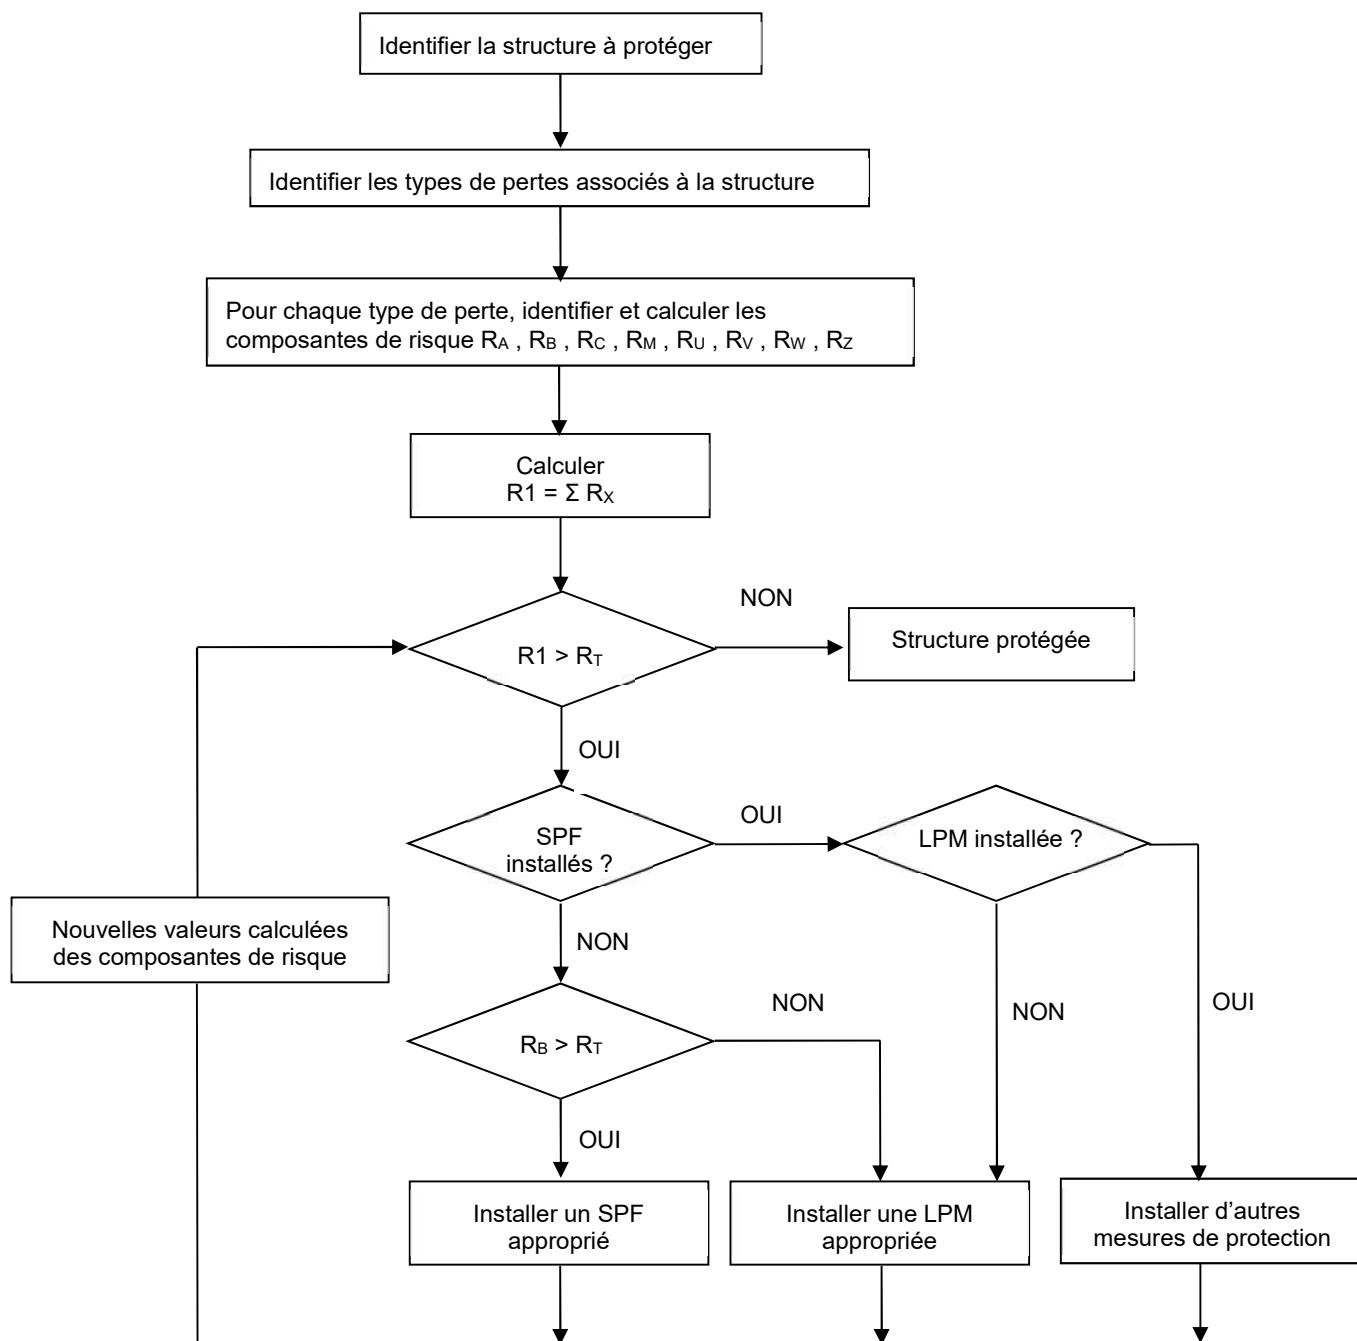 Identifier la structure à protéger
Identifier les types de pertes associés à la structure
Pour chaque type de perte, identifier et calculer les
composantes de risque RA , RB , RC , RM , RU , RV , RW , RZ
Calculer
R1 = Σ RX
NON
R1 > RT
Structure protégée
OUI
SPF
installés ?
OUI
LPM installée ?
Nouvelles valeurs calculées
des composantes de risque
NON
RB > RT
NON
NON
OUI
OUI
Installer un SPF
approprié
Installer une LPM
appropriée
Installer d’autres
mesures de protection